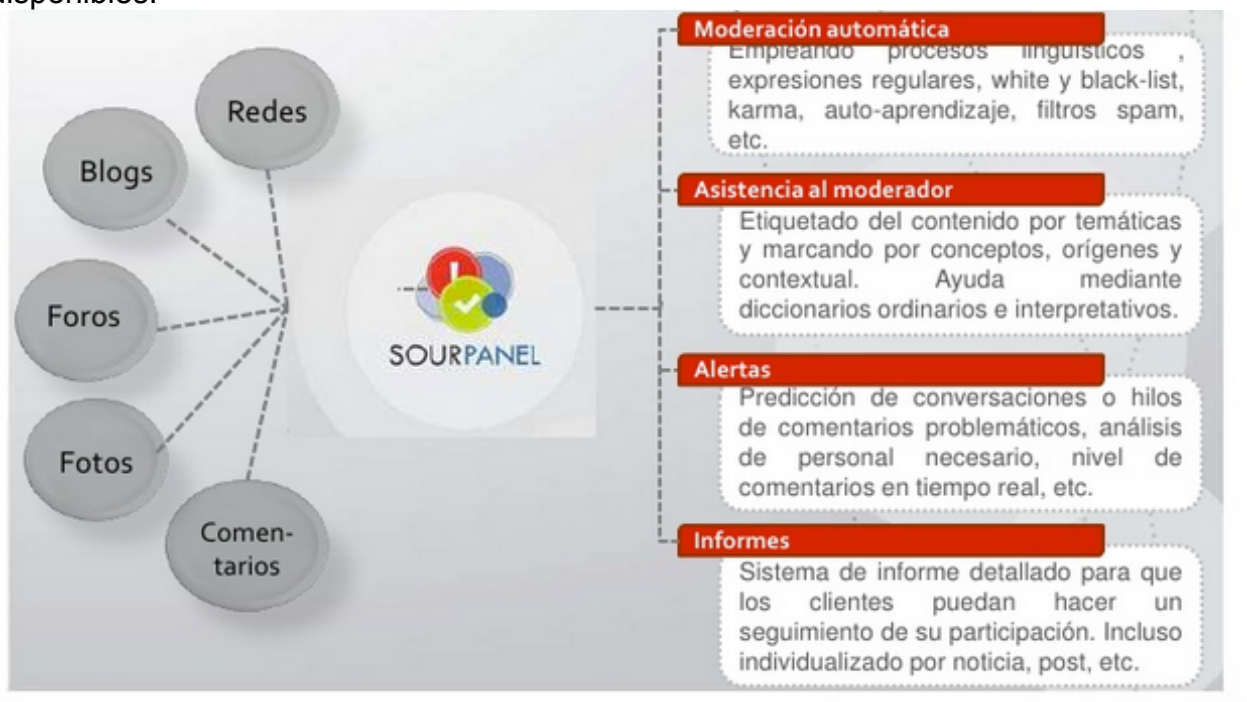 disponibles.
Redes
Blogs
Foros
Fotos
Comen-
tarios
SOURPANEL
Moderación automática
Empleando procesos lingüísticos ,
expresiones regulares, white y black-list,
karma, auto-aprendizaje, filtros spam,
etc.
Asistencia al moderador
Etiquetado del contenido por temáticas
y marcando por conceptos, orígenes y
contextual. Ayuda mediante
diccionarios ordinarios e interpretativos.
Alertas
Predicción de conversaciones o hilos
de comentarios problemáticos, análisis
de personal necesario, nivel de
comentarios en tiempo real, etc.
Informes
Sistema de informe detallado para que
los clientes puedan hacer un
seguimiento de su participación. Incluso
individualizado por noticia, post, etc.